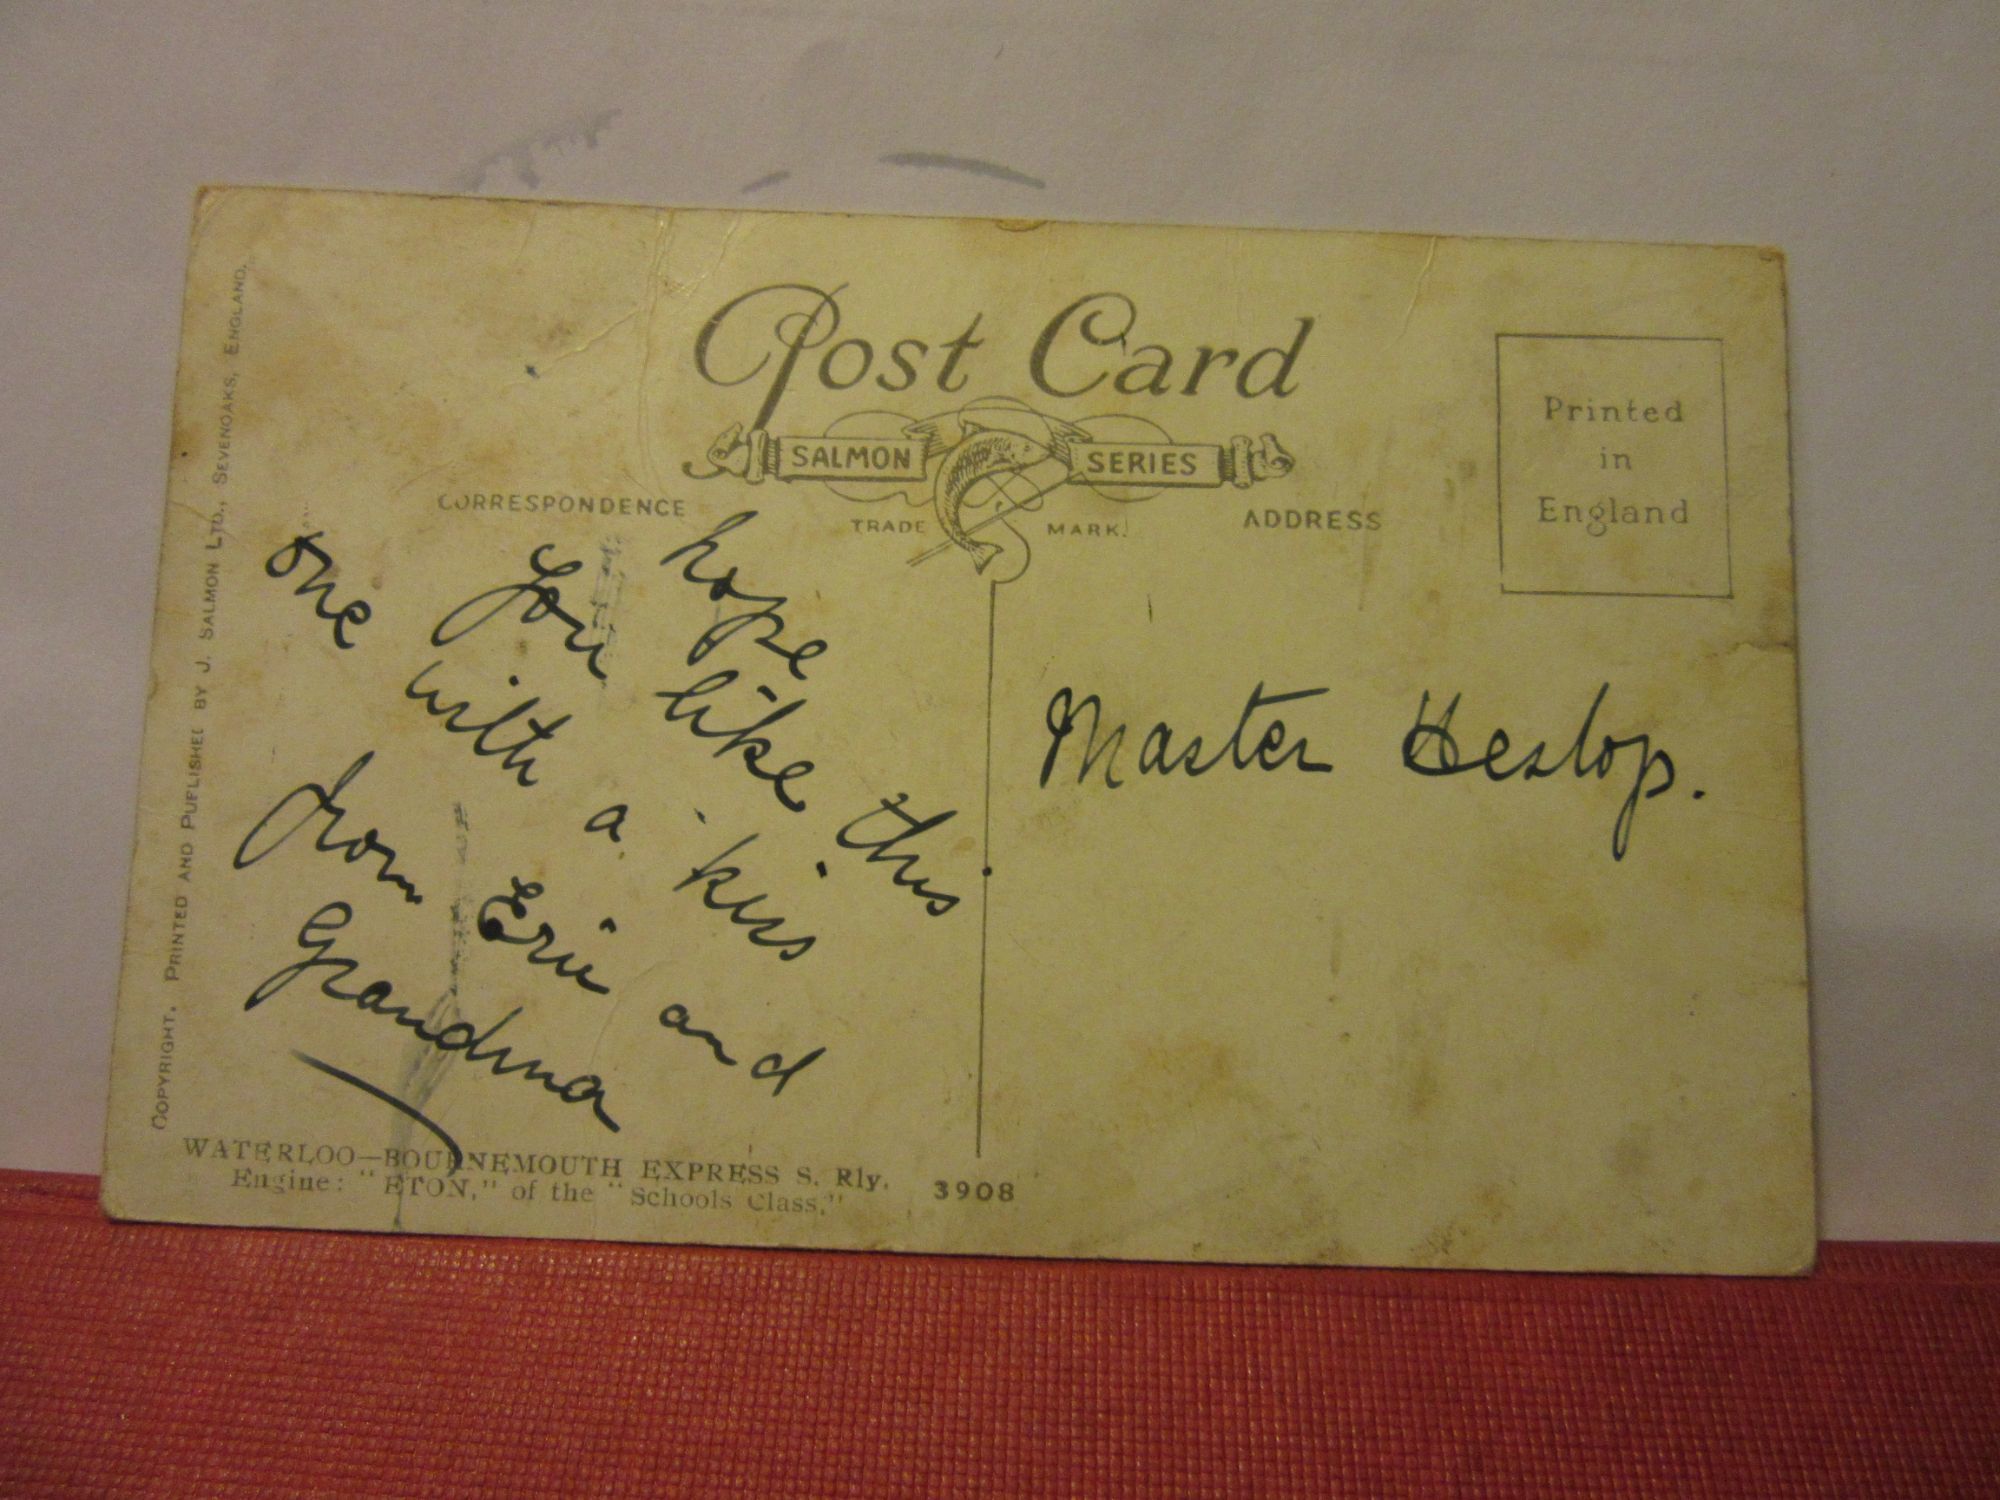 Post Card
SALMON SERIES
TRADE MARK.
CORRESPONDENCE
ADDRESS
Printed
in
England
hope
you like this
one with a kiss
from Eric and
Grandma
Master Heslop.
WATERLOO—BOURNEMOUTH EXPRESS S. Rly.
Engine: "ETON," of the "Schools Class,"
3908
COPYRIGHT. PRINTED AND PUBLISHED BY J. SALMON LTD., SEVENOAKS, ENGLAND.